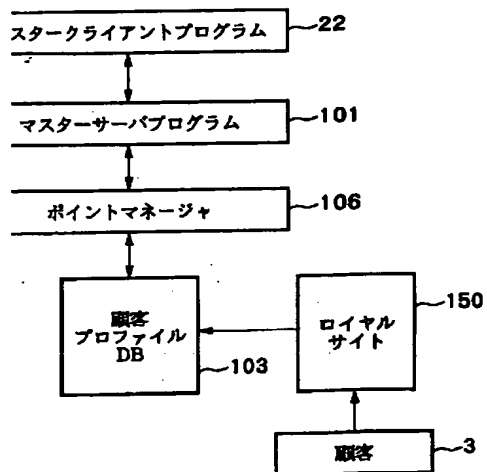 スタークライアントプログラム
22
マスターサーバプログラム
101
ポイントマネージャ
106
顧客
プロファイル
DB
103
ロイヤル
サイト
150
顧客
3